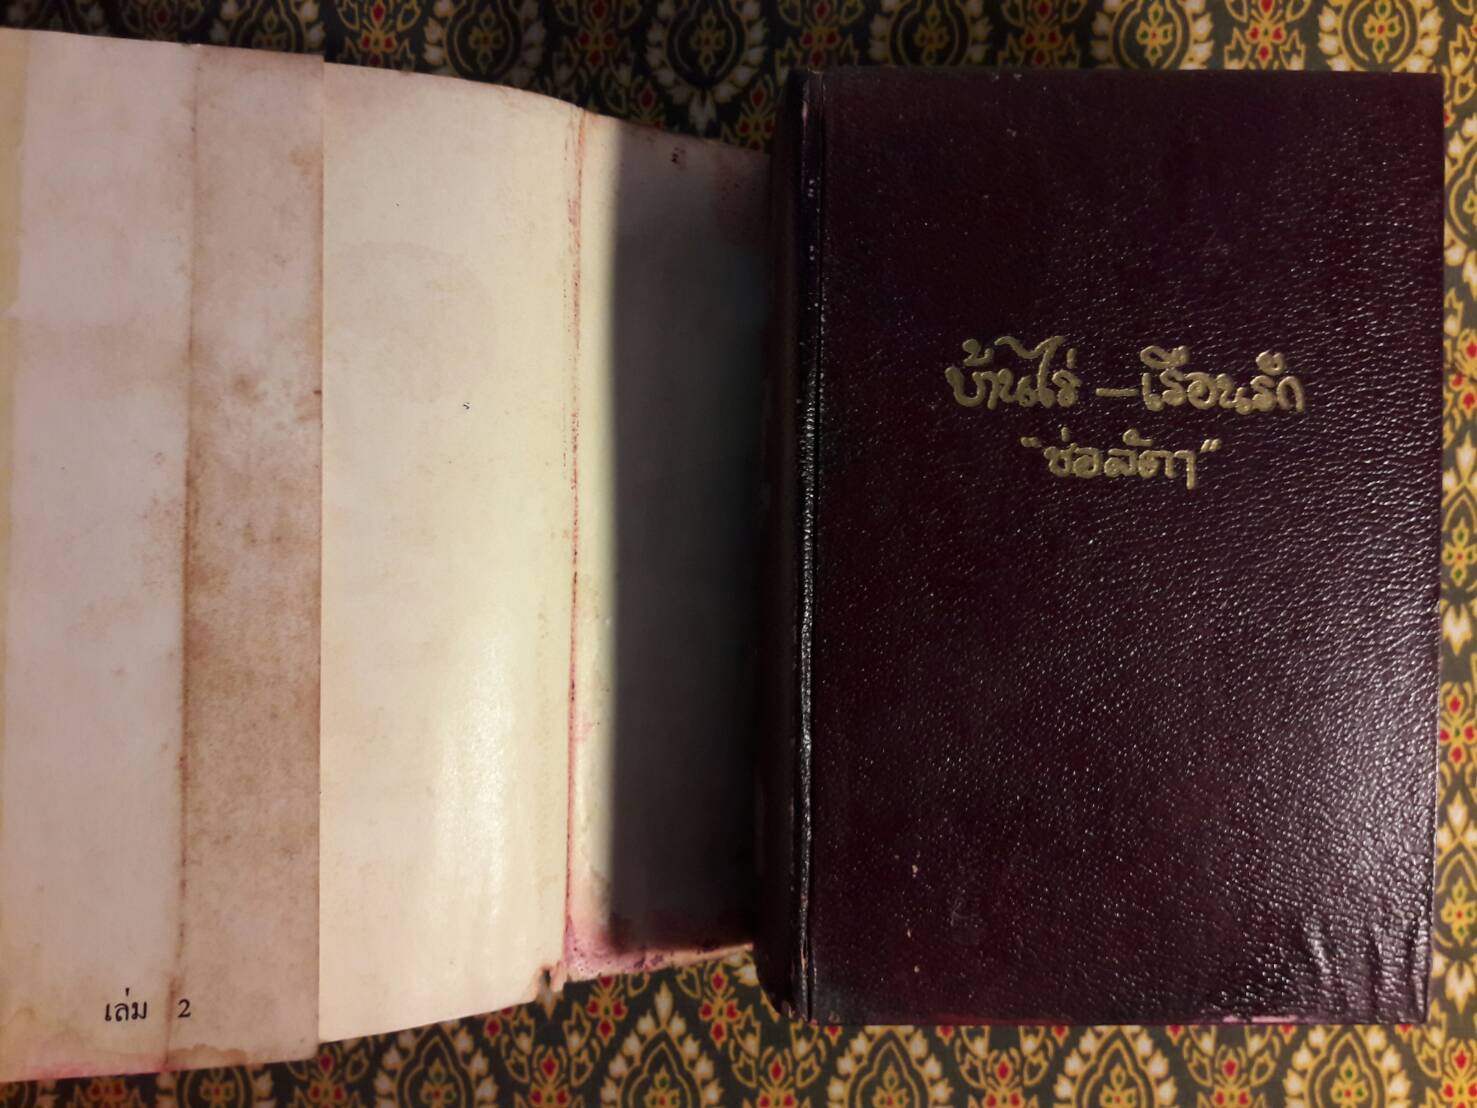 บ้านไร่ – เรือนรัก
"ช่อลัดา"
เล่ม 2